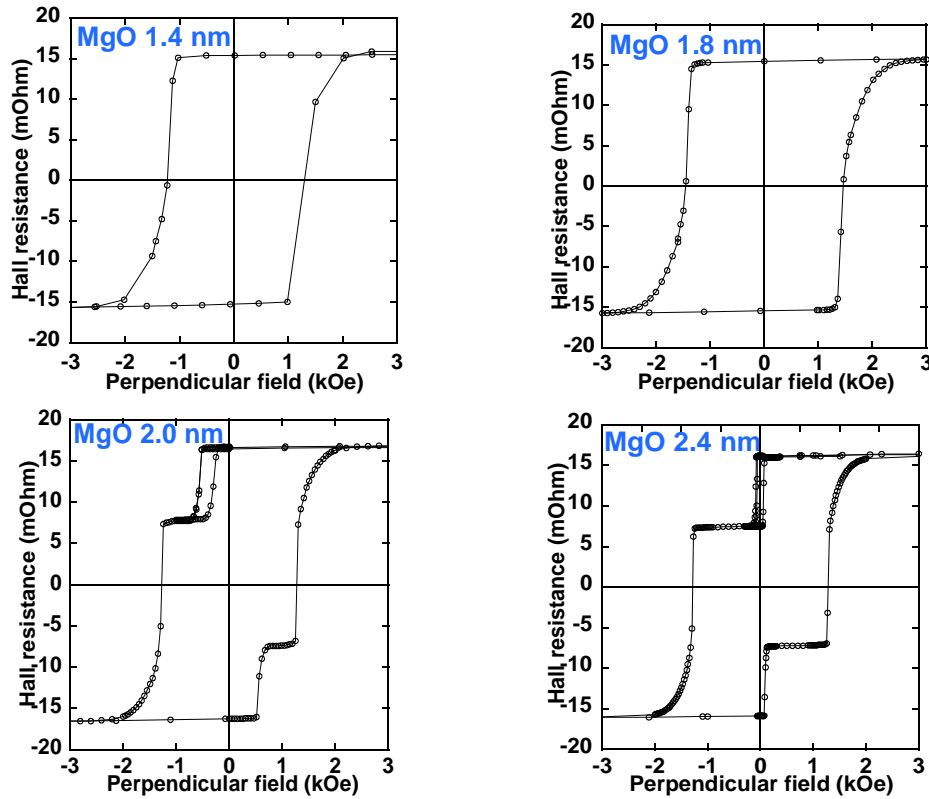 MgO 1.4 nm
20
15
10
5
0
-5
-10
-15
-20
Hall resistance (mOhm)
-3 -2 -1 0 1 2 3
Perpendicular field (kOe)
MgO 1.8 nm
20
15
10
5
0
-5
-10
-15
-20
Hall resistance (mOhm)
-3 -2 -1 0 1 2 3
Perpendicular field (kOe)
MgO 2.0 nm
20
15
10
5
0
-5
-10
-15
-20
Hall resistance (mOhm)
-3 -2 -1 0 1 2 3
Perpendicular field (kOe)
MgO 2.4 nm
20
15
10
5
0
-5
-10
-15
-20
Hall resistance (mOhm)
-3 -2 -1 0 1 2 3
Perpendicular field (kOe)